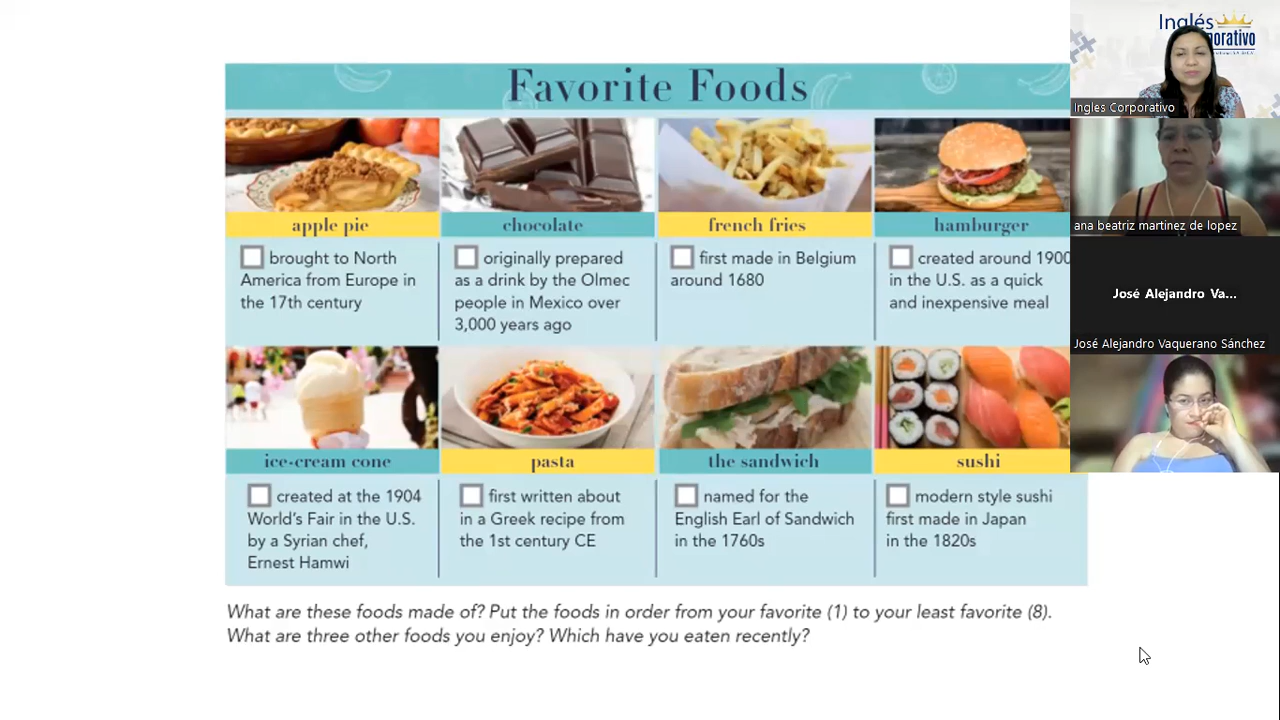 Favorite Foods
apple pie
brought to North
America from Europe in
the 17th century
chocolate
originally prepared
as a drink by the Olmec
people in Mexico over
3,000 years ago
french fries
first made in Belgium
around 1680
hamburger
created around 1900
in the U.S. as a quick
and inexpensive meal
ice-cream cone
created at the 1904
World's Fair in the U.S.
by a Syrian chef,
Ernest Hamwi
pasta
first written about
in a Greek recipe from
the 1st century CE
the sandwich
named for the
English Earl of Sandwich
in the 1760s
sushi
modern style sushi
first made in Japan
in the 1820s
What are these foods made of? Put the foods in order from your favorite (1) to your least favorite (8).
What are three other foods you enjoy? Which have you eaten recently?
Inglés
Ingles Corporativo
ana beatriz martinez de lopez
José Alejandro Va...
José Alejandro Vaquerano Sánchez